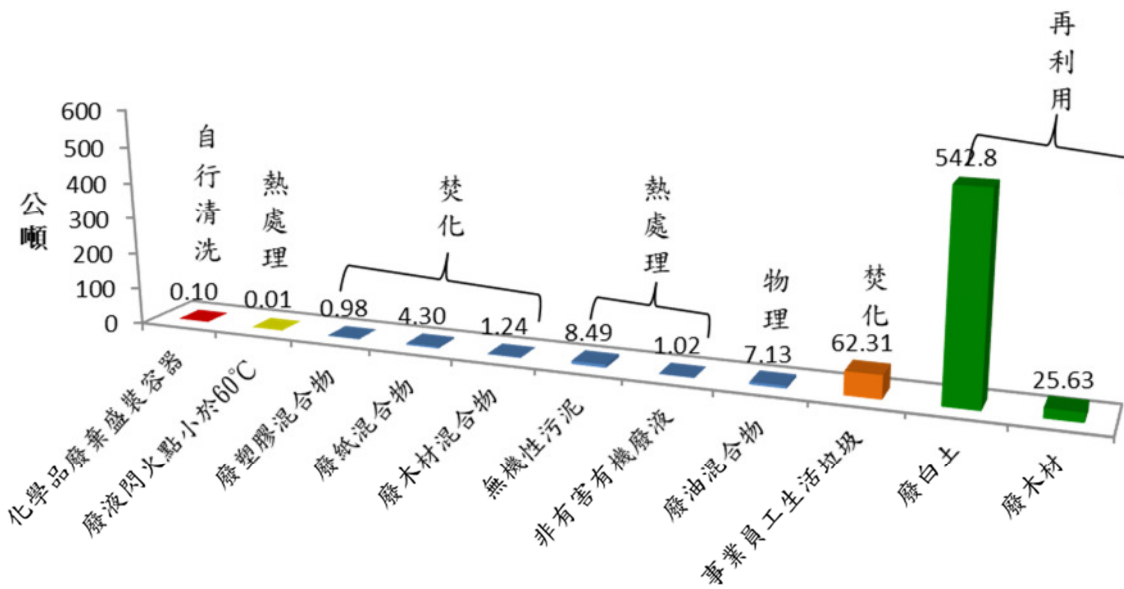 再利用
600
500
400
300
200
100
0
公噸
自行清洗
熱處理
焚化
熱處理
物理
焚化
0.10
0.01
0.98
4.30
1.24
8.49
1.02
7.13
62.31
542.8
25.63
化學品廢棄盛裝容器
廢液閃火點小於60℃
廢塑膠混合物
廢紙混合物
廢木材混合物
無機性污泥
非有害有機廢液
廢油混合物
事業員工生活垃圾
廢白土
廢木材